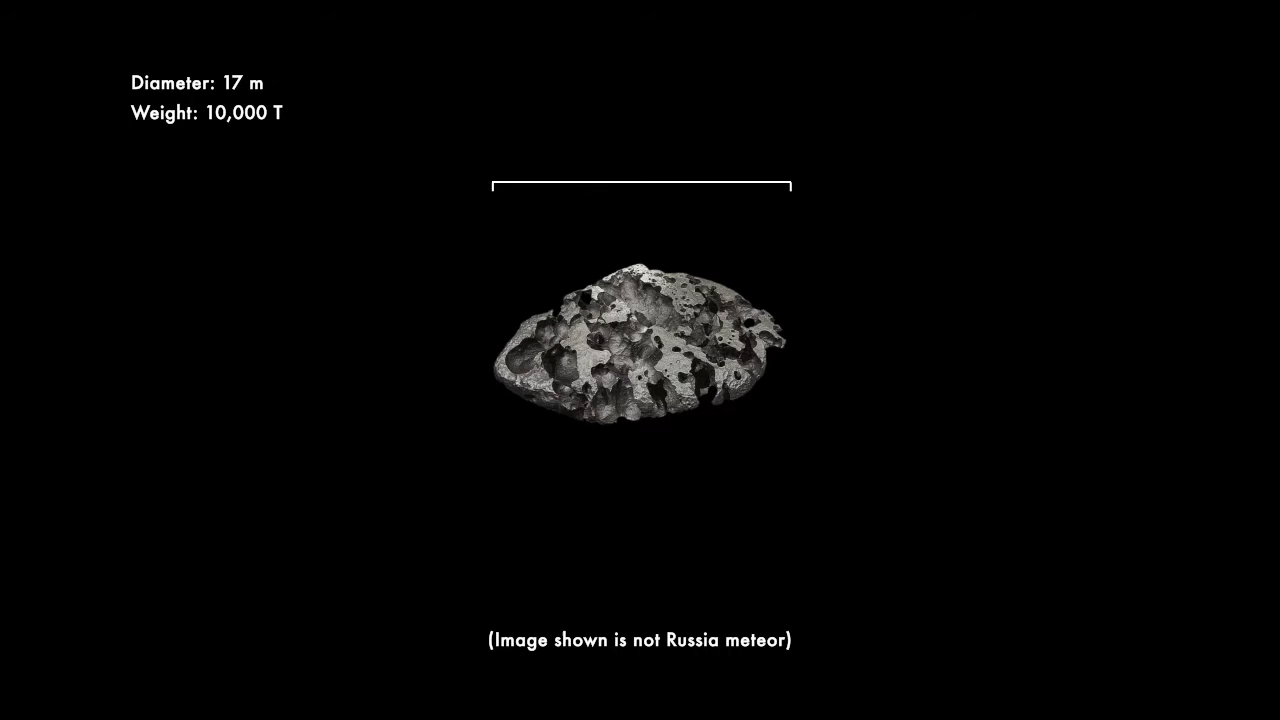 Diameter: 17 m
Weight: 10,000 T
(Image shown is not Russia meteor)